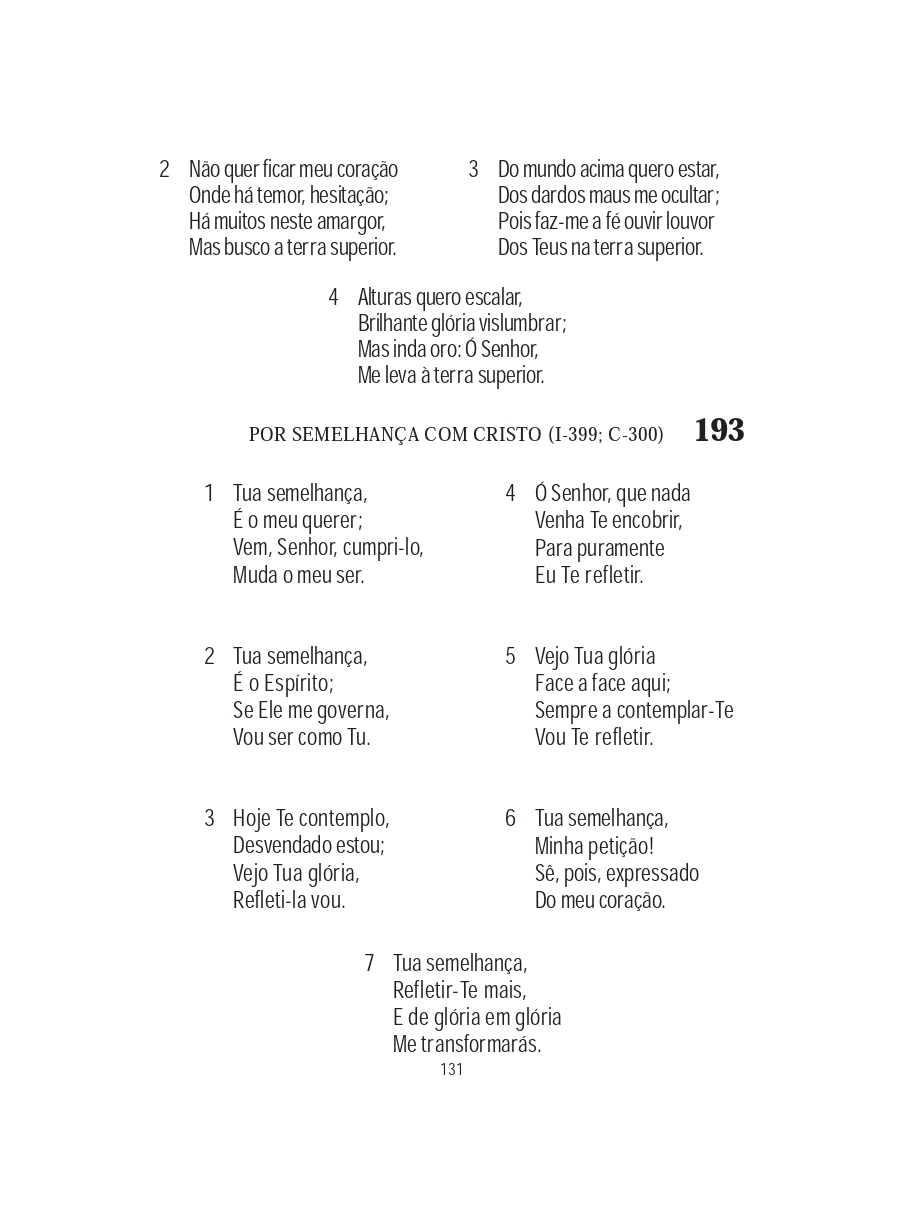 2 Não quer ficar meu coração
Onde há temor, hesitação;
Há muitos neste amargor,
Mas busco a terra superior.
3 Do mundo acima quero estar,
Dos dardos maus me ocultar;
Pois faz-me a fé ouvir louvor
Dos Teus na terra superior.
4 Alturas quero escalar,
Brilhante glória vislumbrar;
Mas inda oro: Ó Senhor,
Me leva à terra superior.
POR SEMELHANÇA COM CRISTO (I-399; C-300) 193
1 Tua semelhança,
É o meu querer;
Vem, Senhor, cumpri-lo,
Muda o meu ser.
2 Tua semelhança,
É o Espírito;
Se Ele me governa,
Vou ser como Tu.
3 Hoje Te contemplo,
Desvendado estou;
Vejo Tua glória,
Refleti-la vou.
4 Ó Senhor, que nada
Venha Te encobrir,
Para puramente
Eu Te refletir.
5 Vejo Tua glória
Face a face aqui;
Sempre a contemplar-Te
Vou Te refletir.
6 Tua semelhança,
Minha petição!
Sê, pois, expressado
Do meu coração.
7 Tua semelhança,
Refletir-Te mais,
E de glória em glória
Me transformarás.
131